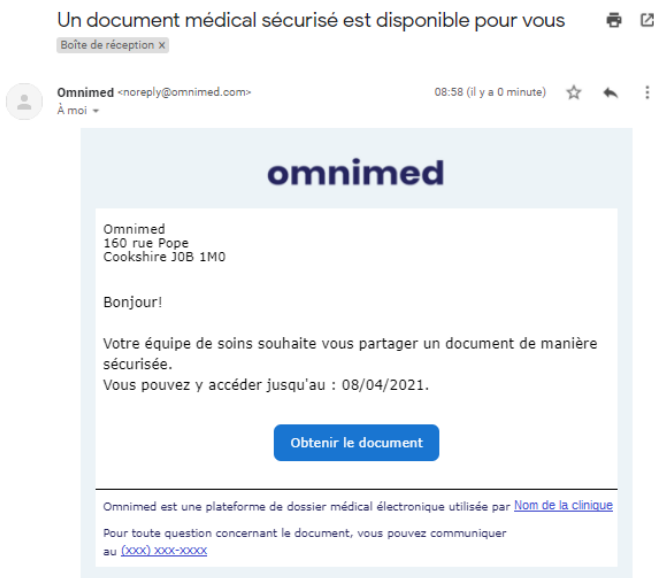 Un document médical sécurisé est disponible pour vous
Boîte de réception x
Omnimed <noreply@omnimed.com>
08:58 (il y a 0 minute)
À moi
omnimed
Omnimed
160 rue Pope
Cookshire J0B 1M0
Bonjour!
Votre équipe de soins souhaite vous partager un document de manière
sécurisée.
Vous pouvez y accéder jusqu'au : 08/04/2021.
Obtenir le document
Omnimed est une plateforme de dossier médical électronique utilisée par Nom de la clinique
Pour toute question concernant le document, vous pouvez communiquer
au (xxx) xxx-xxxx